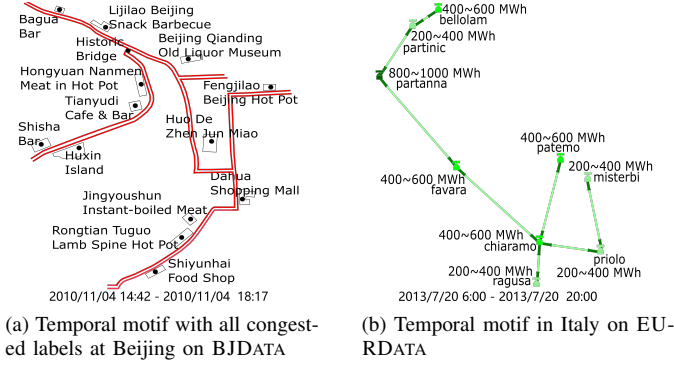 Bagua
Bar
Lijilao Beijing
Snack Barbecue
Historic
Bridge
Beijing Qianding
Old Liquor Museum
Hongyuan Nanmen
Meat in Hot Pot
Tianyudi
Cafe & Bar
Fengjilao
Beijing Hot Pot
Shisha
Bar
Huxin
Island
Huo De
Zhen Jun Miao
Dahua
Shopping Mall
Jingyoushun
Instant-boiled Meat
Rongtian Tuguo
Lamb Spine Hot Pot
Shiyunhai
Food Shop
2010/11/04 14:42 - 2010/11/04 18:17
(a) Temporal motif with all congest-
ed labels at Beijing on BJDATA
400~600 MWh
bellolam
200~400 MWh
partinic
800~1000 MWh
partanna
400~600 MWh
favara
400~600 MWh
patemo
200~400 MWh
misterbi
400~600 MWh
chiaramo
priolo
200~400 MWh
200~400 MWh
ragusa
2013/7/20 6:00 - 2013/7/20 20:00
(b) Temporal motif in Italy on EU-
RDATA